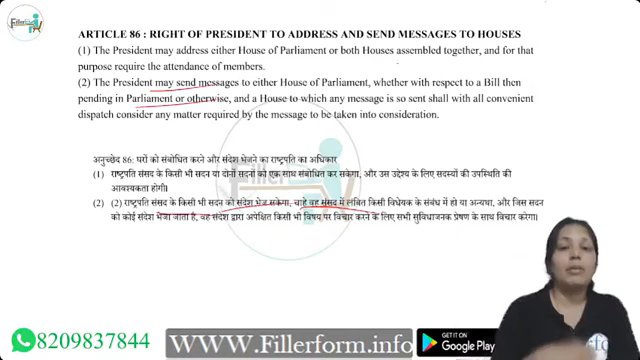 Fillerform
ARTICLE 86 : RIGHT OF PRESIDENT TO ADDRESS AND SEND MESSAGES TO HOUSES
(1) The President may address either House of Parliament or both Houses assembled together, and for that
purpose require the attendance of members.
(2) The President may send messages to either House of Parliament, whether with respect to a Bill then
pending in Parliament or otherwise, and a House to which any message is so sent shall with all convenient
dispatch consider any matter required by the message to be taken into consideration.
अनुच्छेद 86: घरों को संबोधित करने और संदेश भेजने का राष्ट्रपति का अधिकार
(1) राष्ट्रपति संसद के किसी भी सदन या दोनों सदनों को एक साथ संबोधित कर सकेगा, और उस उद्देश्य के लिए सदस्यों की उपस्थिति की
आवश्यकता होगी।
(2) (2) राष्ट्रपति संसद के किसी भी सदन को संदेश भेज सकेगा, चाहे वह संसद में लंबित किसी विधेयक के संबंध में हो या अन्यथा, और जिस सदन
को कोई संदेश भेजा जाता है, वह संदेश द्वारा अपेक्षित किसी भी विषय पर विचार करने के लिए सभी सुविधाजनक प्रेषण के साथ विचार करेगा।
8209837844
WWW.Fillerform.info
GET IT ON
Google Play
Fillerform